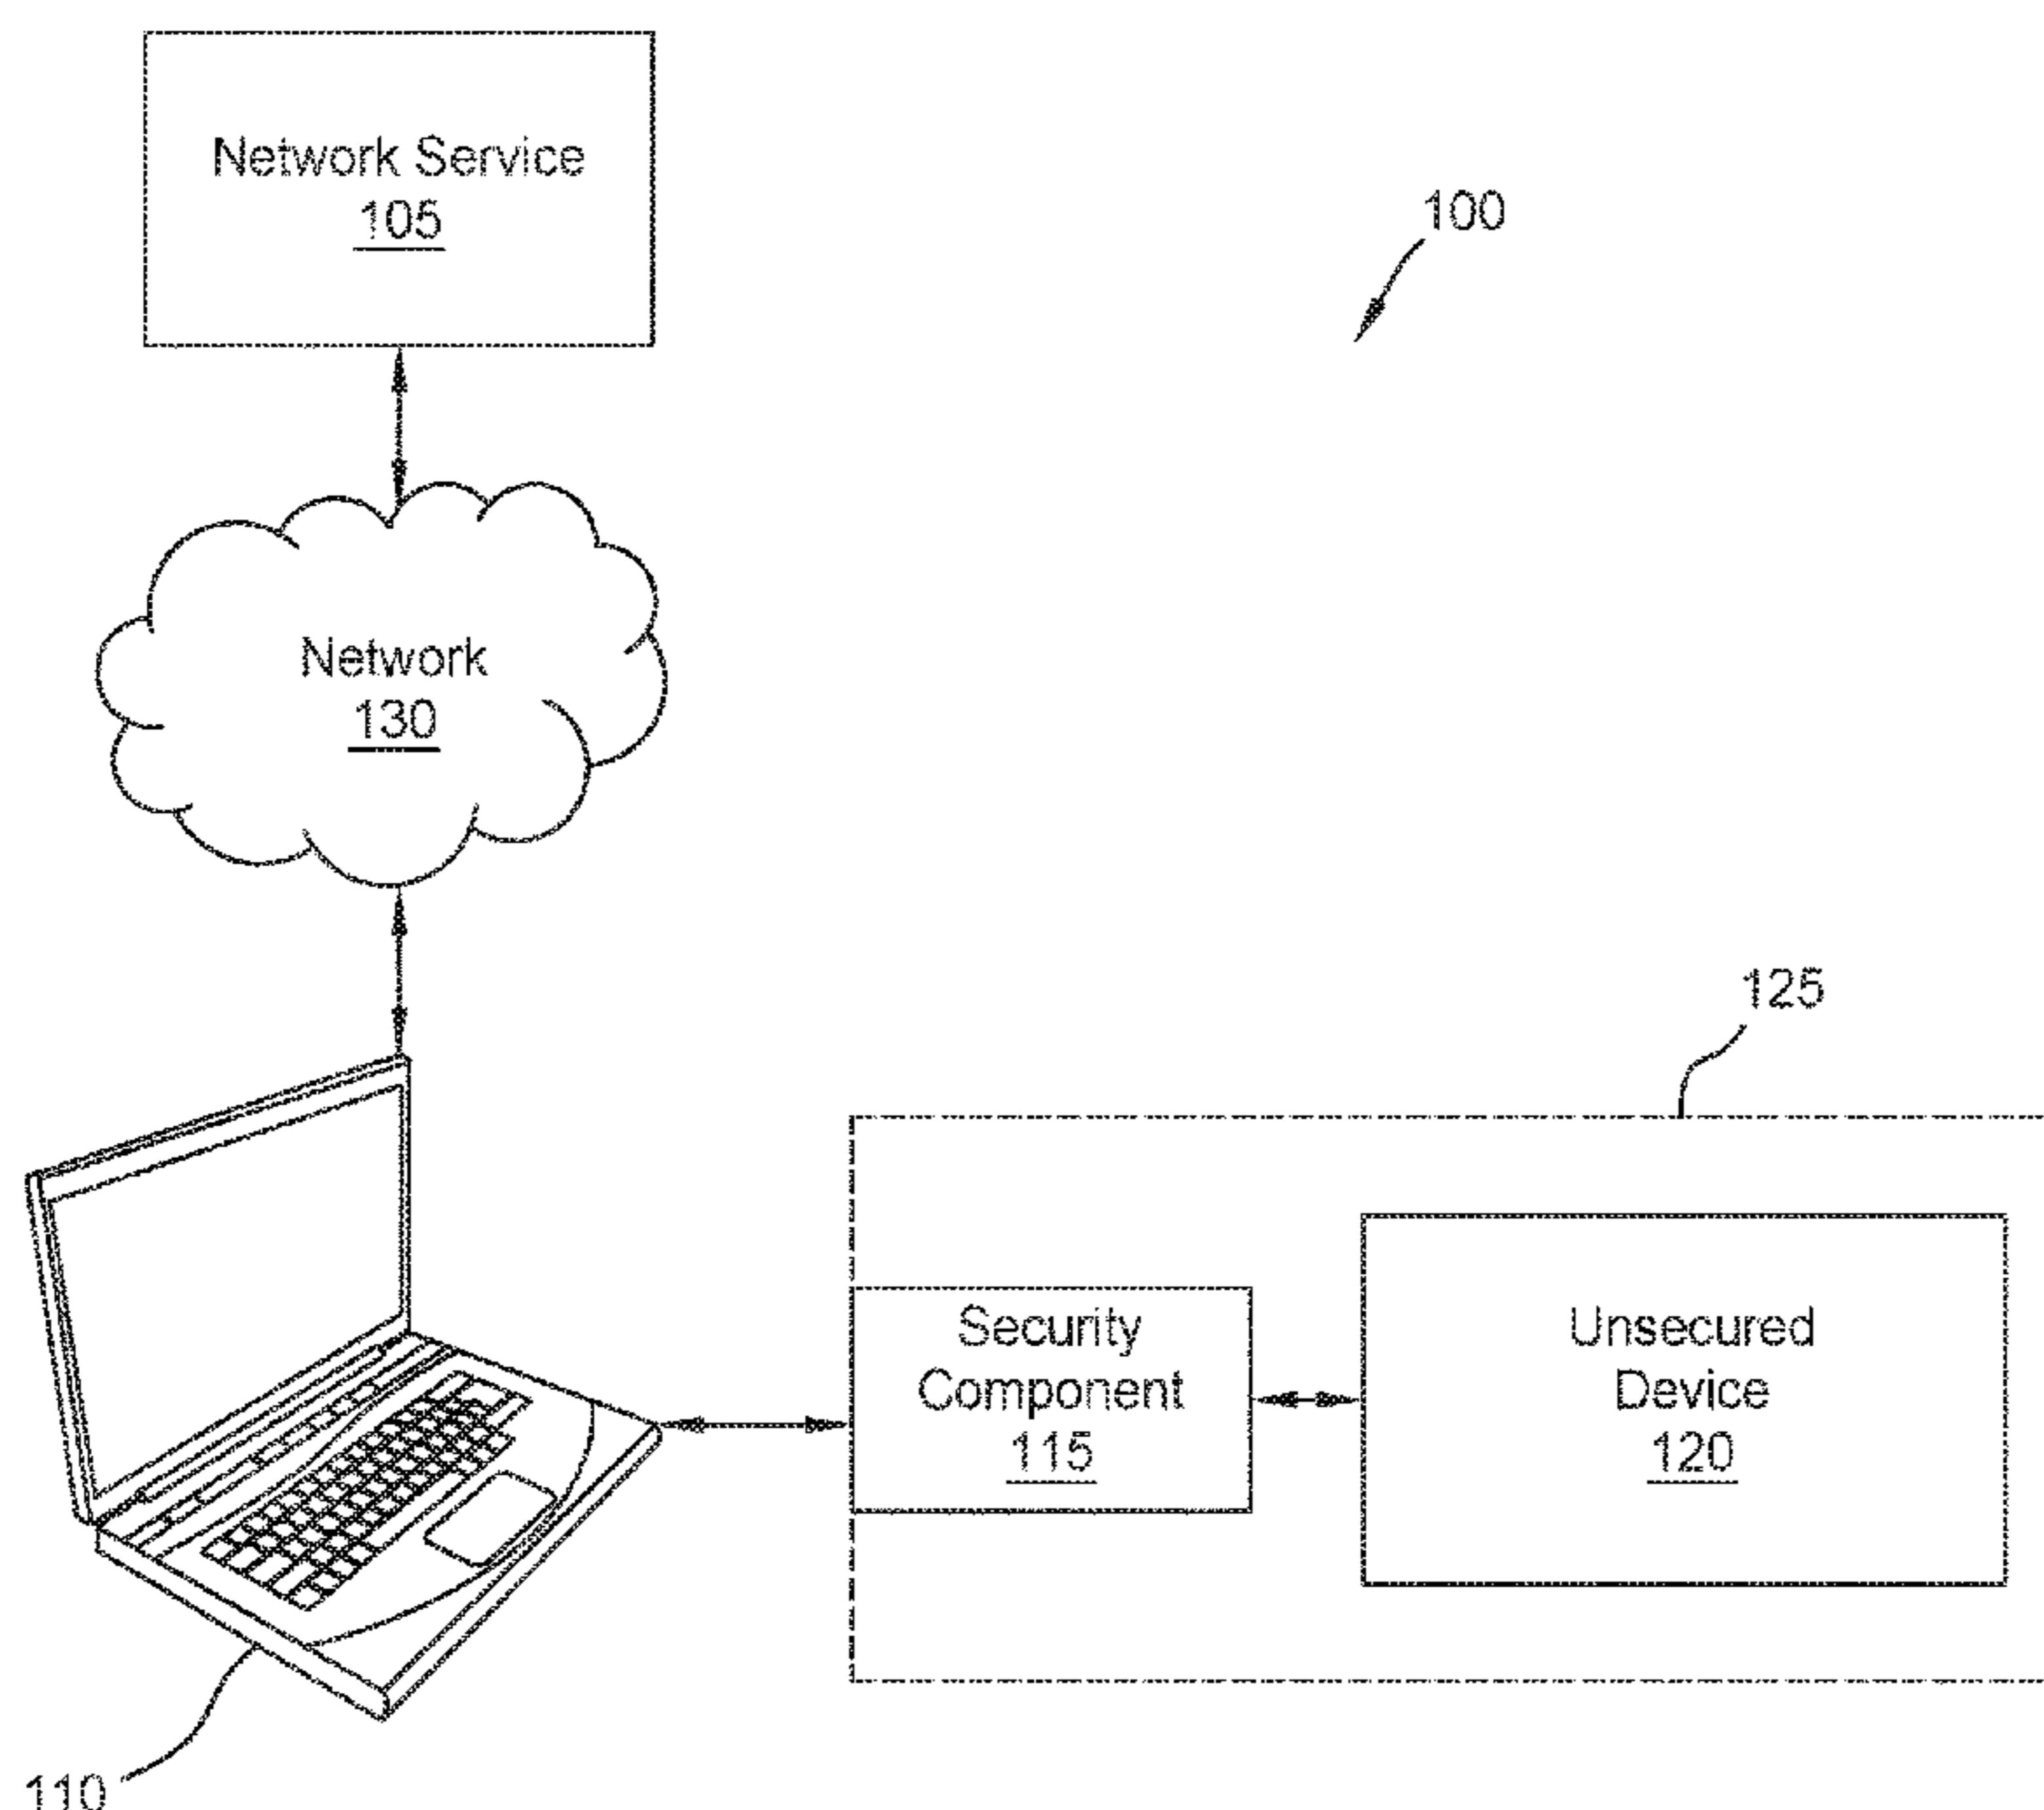 Network Service
105
100
Network
130
125
Security
Component
115
Unsecured
Device
120
110